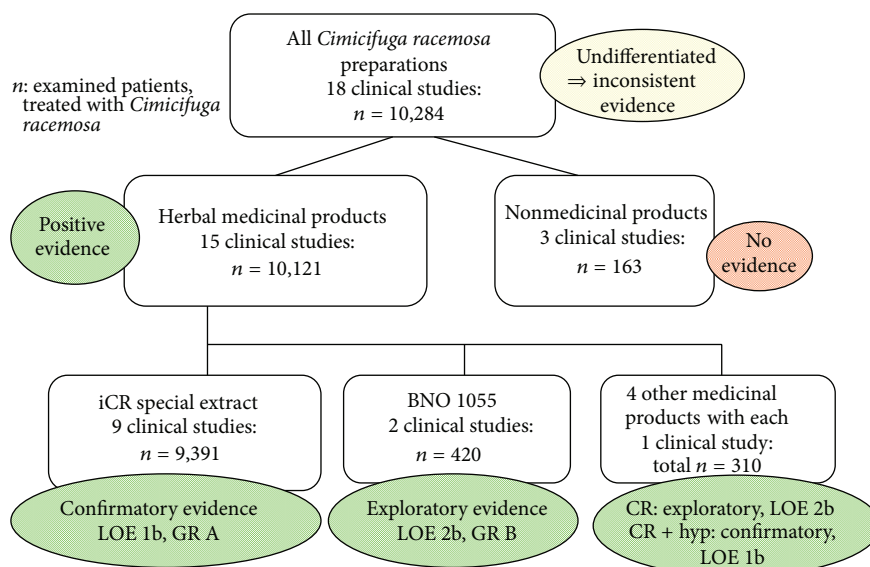 All Cimicifuga racemosa
preparations
18 clinical studies:
n = 10,284
Undifferentiated
⇒ inconsistent
evidence
n: examined patients,
treated with Cimicifuga
racemosa
Positive
evidence
Herbal medicinal products
15 clinical studies:
n = 10,121
Nonmedicinal products
3 clinical studies:
n = 163
No
evidence
iCR special extract
9 clinical studies:
n = 9,391
BNO 1055
2 clinical studies:
n = 420
4 other medicinal
products with each
1 clinical study:
total n = 310
Confirmatory evidence
LOE 1b, GR A
Exploratory evidence
LOE 2b, GR B
CR: exploratory, LOE 2b
CR + hyp: confirmatory,
LOE 1b